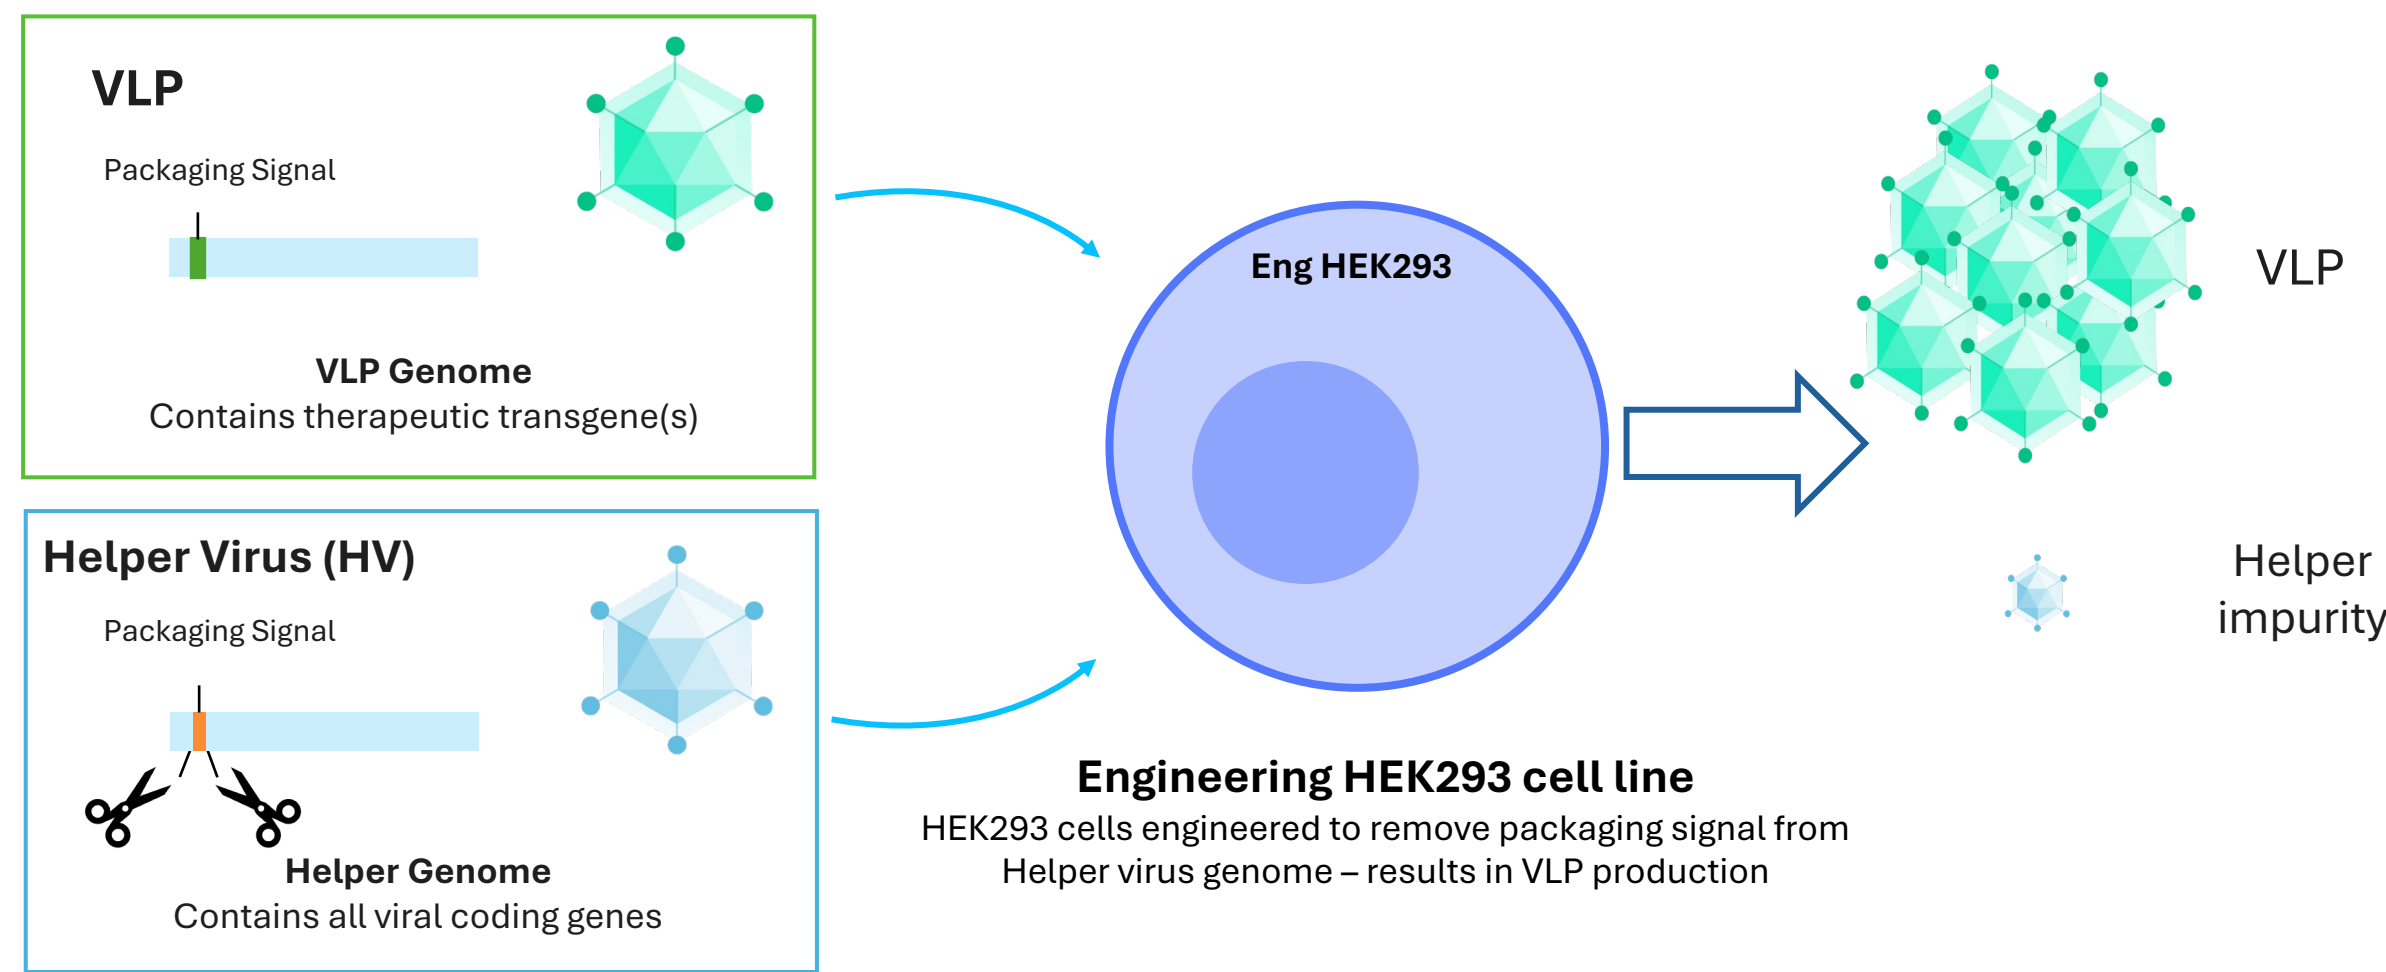 VLP
Packaging Signal
VLP Genome
Contains therapeutic transgene(s)
Helper Virus (HV)
Packaging Signal
Helper Genome
Contains all viral coding genes
Eng HEK293
Engineering HEK293 cell line
HEK293 cells engineered to remove packaging signal from
Helper virus genome – results in VLP production
VLP
Helper
impurity